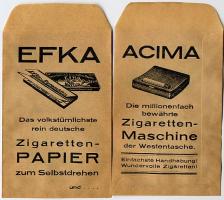 EFKA
Das volkstümlichste
rein deutsche
Zigaretten-
PAPIER
zum Selbstdrehen
und ....
ACIMA
Die millionenfach
bewährte
Zigaretten-
Maschine
der Westentasche.
Einfachste Handhabung!
Wundervolle Zigaretten!